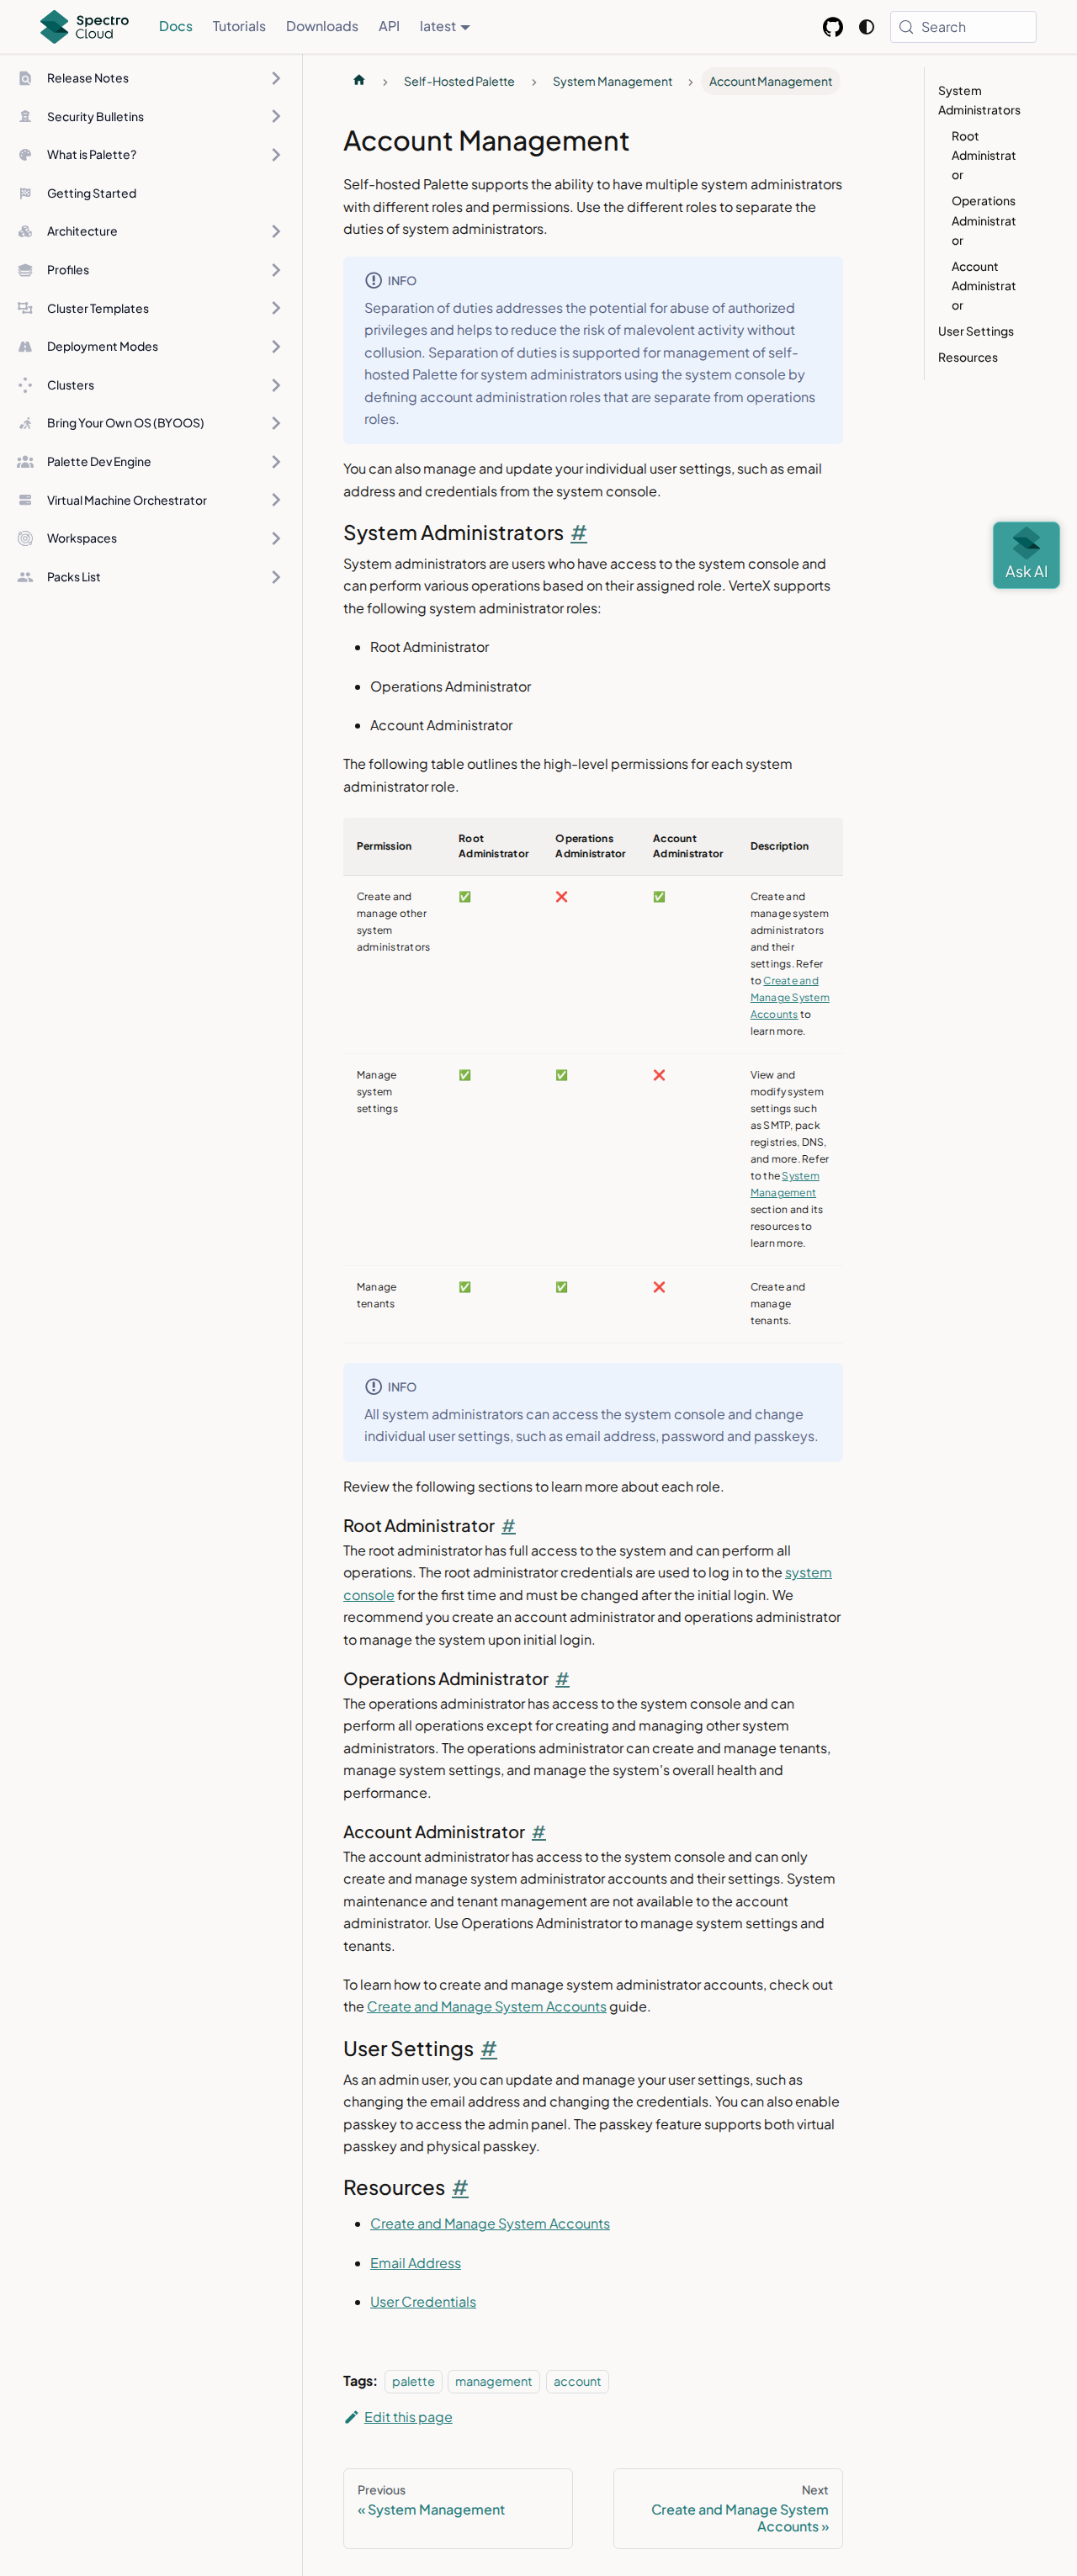 Spectro Cloud
Docs
Tutorials
Downloads
API
latest
Search
Release Notes
Security Bulletins
What is Palette?
Getting Started
Architecture
Profiles
Cluster Templates
Deployment Modes
Clusters
Bring Your Own OS (BYOOS)
Palette Dev Engine
Virtual Machine Orchestrator
Workspaces
Packs List
Self-Hosted Palette
System Management
Account Management
Account Management
Self-hosted Palette supports the ability to have multiple system administrators
with different roles and permissions. Use the different roles to separate the
duties of system administrators.
INFO
Separation of duties addresses the potential for abuse of authorized
privileges and helps to reduce the risk of malevolent activity without
collusion. Separation of duties is supported for management of self-
hosted Palette for system administrators using the system console by
defining account administration roles that are separate from operations
roles.
You can also manage and update your individual user settings, such as email
address and credentials from the system console.
System Administrators #
System administrators are users who have access to the system console and
can perform various operations based on their assigned role. VerteX supports
the following system administrator roles:
Root Administrator
Operations Administrator
Account Administrator
The following table outlines the high-level permissions for each system
administrator role.
Permission
Root
Administrator
Operations
Administrator
Account
Administrator
Description
Create and
manage other
system
administrators
✅
❌
✅
Create and
manage system
administrators
and their
settings. Refer
to Create and
Manage System
Accounts to
learn more.
Manage
system
settings
✅
✅
❌
View and
modify system
settings such
as SMTP, pack
registries, DNS,
and more. Refer
to the System
Management
section and its
resources to
learn more.
Manage
tenants
✅
✅
❌
Create and
manage
tenants.
INFO
All system administrators can access the system console and change
individual user settings, such as email address, password and passkeys.
Review the following sections to learn more about each role.
Root Administrator #
The root administrator has full access to the system and can perform all
operations. The root administrator credentials are used to log in to the system
console for the first time and must be changed after the initial login. We
recommend you create an account administrator and operations administrator
to manage the system upon initial login.
Operations Administrator #
The operations administrator has access to the system console and can
perform all operations except for creating and managing other system
administrators. The operations administrator can create and manage tenants,
manage system settings, and manage the system's overall health and
performance.
Account Administrator #
The account administrator has access to the system console and can only
create and manage system administrator accounts and their settings. System
maintenance and tenant management are not available to the account
administrator. Use Operations Administrator to manage system settings and
tenants.
To learn how to create and manage system administrator accounts, check out
the Create and Manage System Accounts guide.
User Settings #
As an admin user, you can update and manage your user settings, such as
changing the email address and changing the credentials. You can also enable
passkey to access the admin panel. The passkey feature supports both virtual
passkey and physical passkey.
Resources #
Create and Manage System Accounts
Email Address
User Credentials
Tags: palette management account
Edit this page
Previous
« System Management
Next
Create and Manage System
Accounts »
System
Administrators
Root
Administrat
or
Operations
Administrat
or
Account
Administrat
or
User Settings
Resources
Ask AI